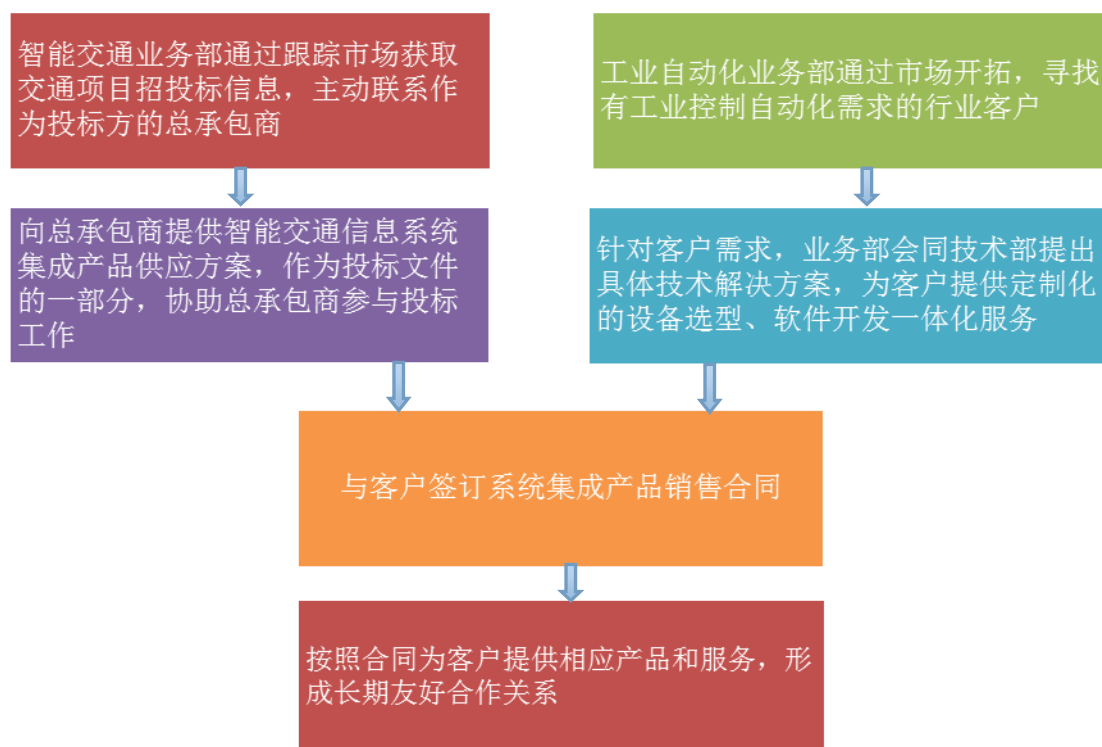 智能交通业务部通过跟踪市场获取
交通项目招投标信息，主动联系作
为投标方的总承包商
工业自动化业务部通过市场开拓，寻找
有工业控制自动化需求的行业客户
向总承包商提供智能交通信息系统
集成产品供应方案，作为投标文件
的一部分，协助总承包商参与投标
工作
针对客户需求，业务部会同技术部提出
具体技术解决方案，为客户提供定制化
的设备选型、软件开发一体化服务
与客户签订系统集成产品销售合同
按照合同为客户提供相应产品和服务，形
成长期友好合作关系